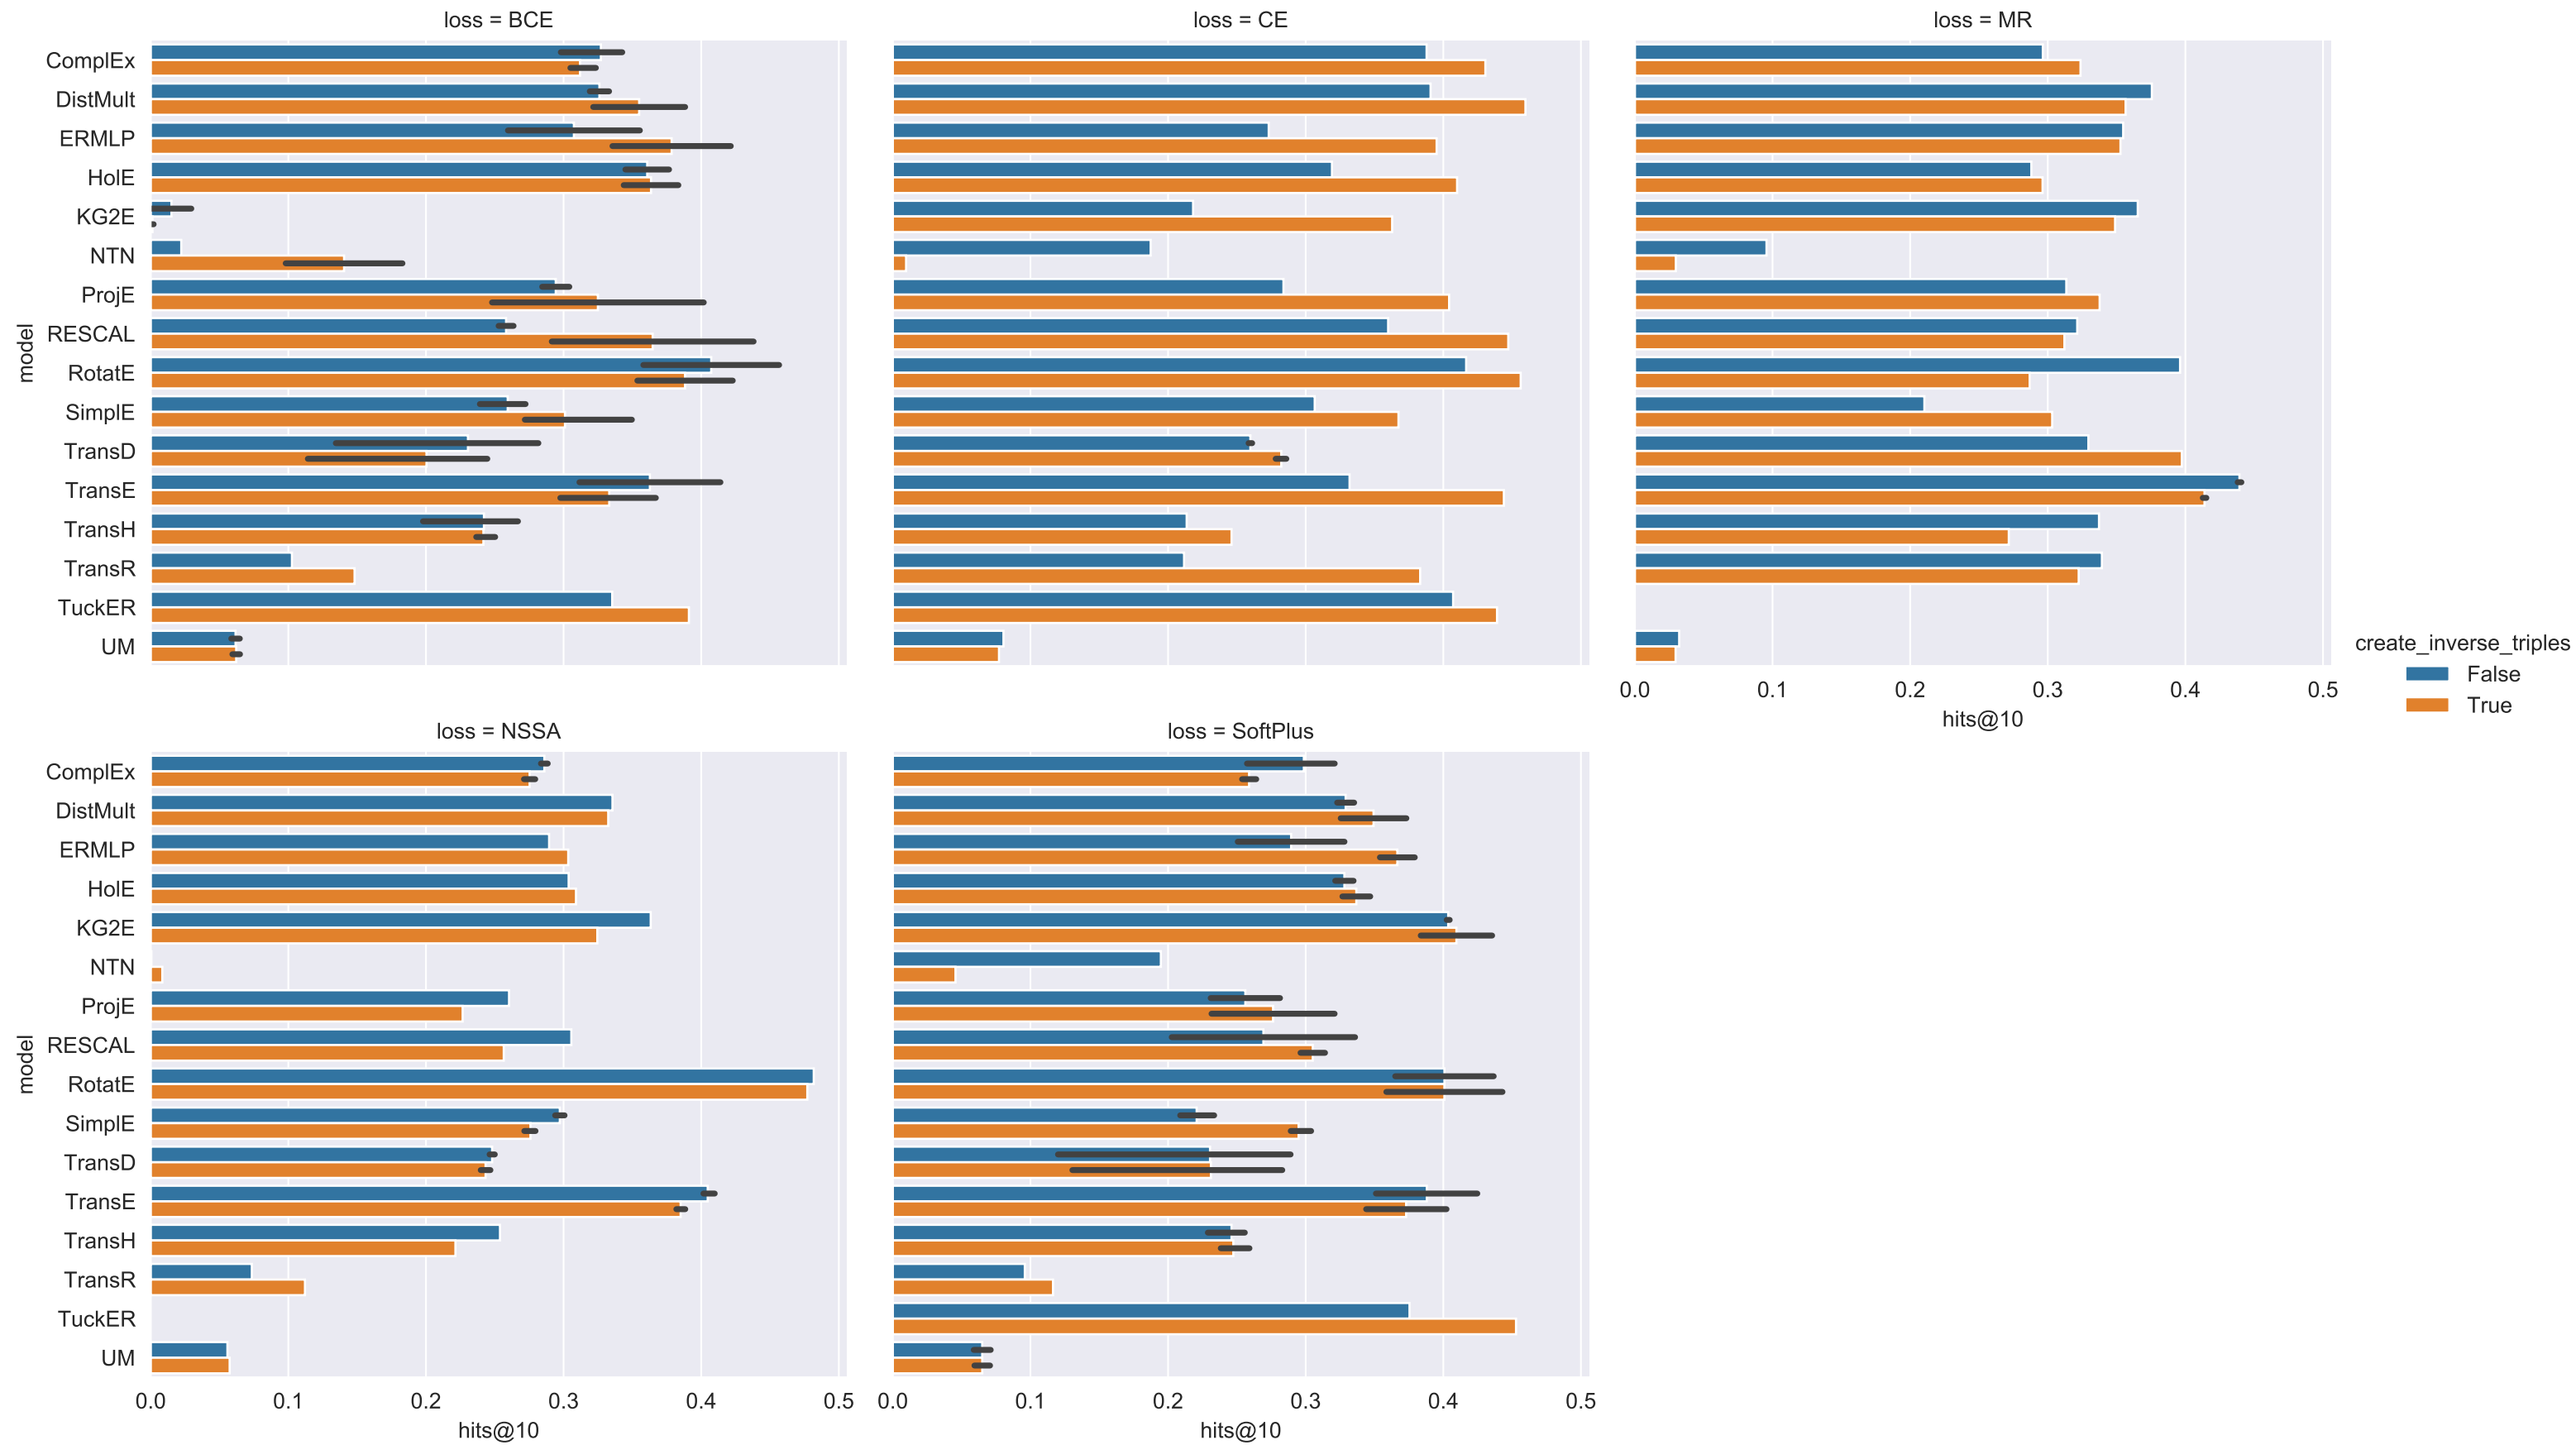 loss = BCE
loss = CE
loss = MR
model
ComplEx
DistMult
ERMLP
HolE
KG2E
NTN
ProjE
RESCAL
RotatE
SimplE
TransD
TransE
TransH
TransR
TuckER
UM
0.0 0.1 0.2 0.3 0.4 0.5
hits@10
create_inverse_triples
False
True
loss = NSSA
loss = SoftPlus
model
ComplEx
DistMult
ERMLP
HolE
KG2E
NTN
ProjE
RESCAL
RotatE
SimplE
TransD
TransE
TransH
TransR
TuckER
UM
0.0 0.1 0.2 0.3 0.4 0.5
hits@10
0.0 0.1 0.2 0.3 0.4 0.5
hits@10